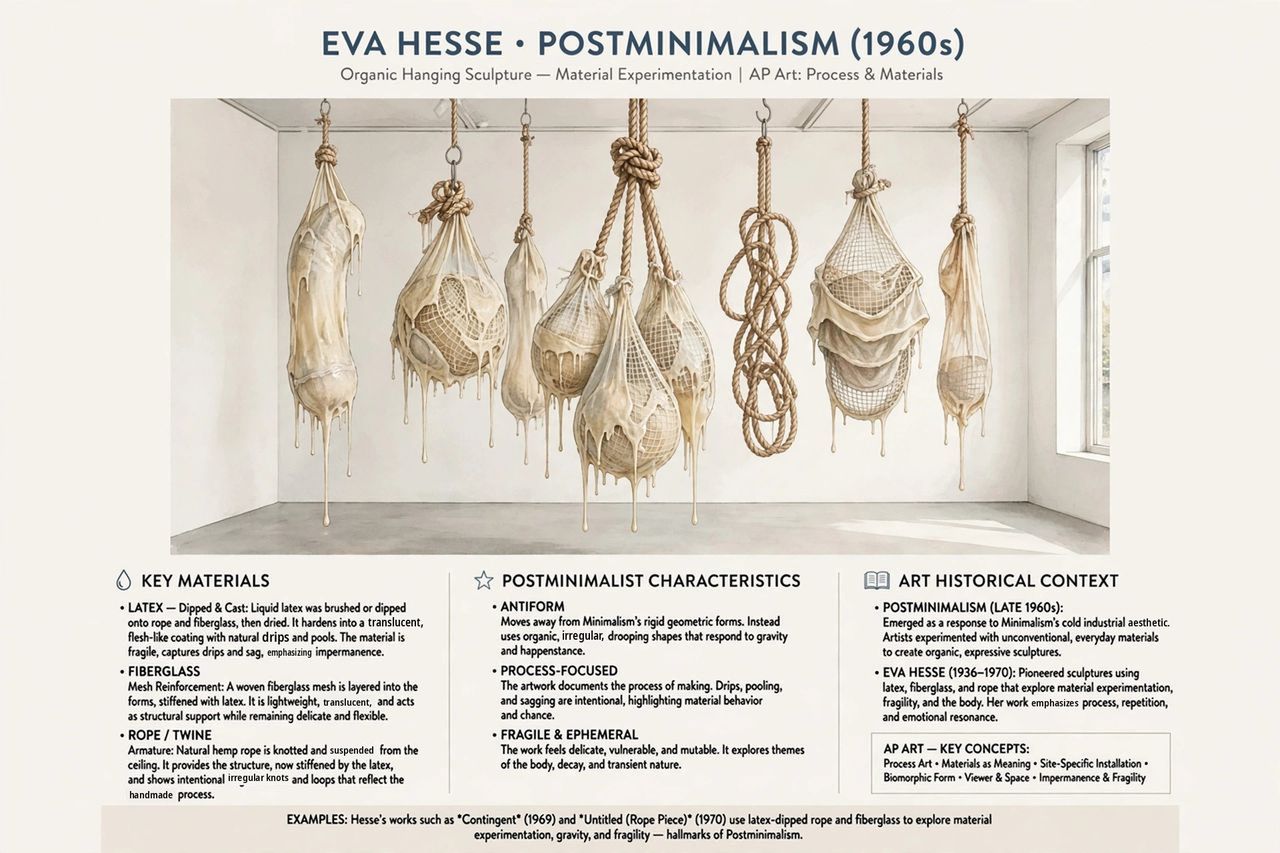 EVA HESSE • POSTMINIMALISM (1960s)
Organic Hanging Sculpture — Material Experimentation | AP Art: Process & Materials
KEY MATERIALS
• LATEX — Dipped & Cast: Liquid latex was brushed or dipped
onto rope and fiberglass, then dried. It hardens into a translucent,
flesh-like coating with natural drips and pools. The material is
fragile, captures drips and sag, emphasizing impermanence.
• FIBERGLASS
Mesh Reinforcement: A woven fiberglass mesh is layered into the
forms, stiffened with latex. It is lightweight, translucent, and acts
as structural support while remaining delicate and flexible.
• ROPE / TWINE
Armature: Natural hemp rope is knotted and suspended from the
ceiling. It provides the structure, now stiffened by the latex,
and shows intentional irregular knots and loops that reflect the
handmade process.
POSTMINIMALIST CHARACTERISTICS
• ANTIFORM
Moves away from Minimalism's rigid geometric forms. Instead
uses organic, irregular, drooping shapes that respond to gravity
and happenstance.
• PROCESS-FOCUSED
The artwork documents the process of making. Drips, pooling,
and sagging are intentional, highlighting material behavior
and chance.
• FRAGILE & EPHEMERAL
The work feels delicate, vulnerable, and mutable. It explores themes
of the body, decay, and transient nature.
ART HISTORICAL CONTEXT
• POSTMINIMALISM (LATE 1960s):
Emerged as a response to Minimalism's cold industrial aesthetic.
Artists experimented with unconventional, everyday materials
to create organic, expressive sculptures.
• EVA HESSE (1936–1970): Pioneered sculptures using
latex, fiberglass, and rope that explore material experimentation,
fragility, and the body. Her work emphasizes process, repetition,
and emotional resonance.
AP ART — KEY CONCEPTS:
Process Art • Materials as Meaning • Site-Specific Installation •
Biomorphic Form • Viewer & Space • Impermanence & Fragility
EXAMPLES: Hesse's works such as *Contingent* (1969) and *Untitled (Rope Piece)* (1970) use latex-dipped rope and fiberglass to explore material
experimentation, gravity, and fragility — hallmarks of Postminimalism.